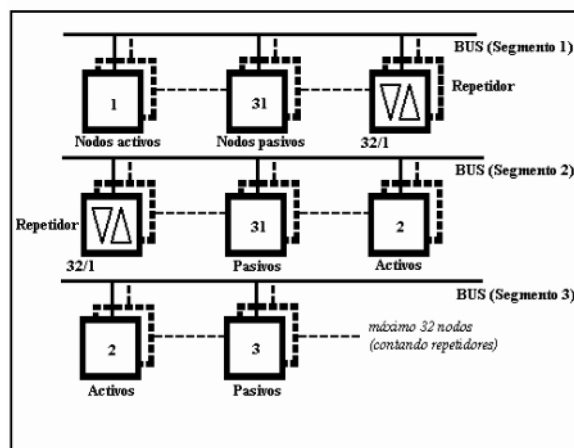 BUS (Segmento 1)
1
31
Repetidor
Nodos activos
Nodos pasivos
32/1
BUS (Segmento 2)
Repetidor
31
2
32/1
Pasivos
Activos
BUS (Segmento 3)
2
3
máximo 32 nodos
(contando repetidores)
Activos
Pasivos